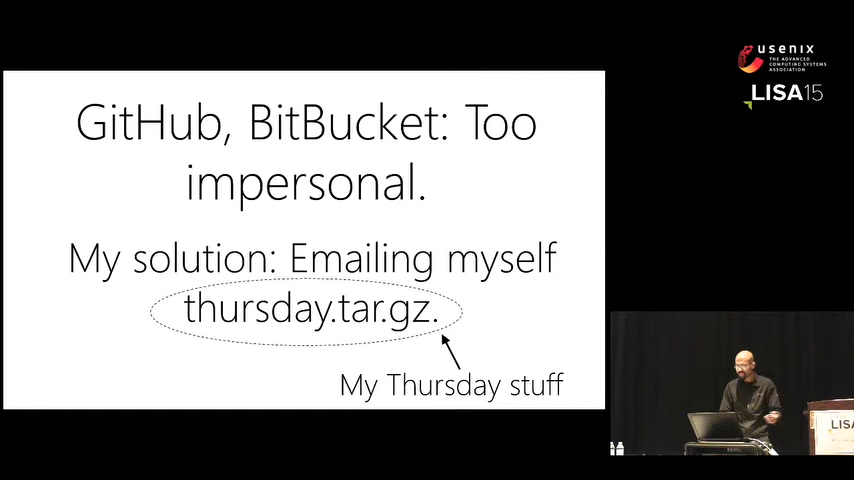 GitHub, BitBucket: Too
impersonal.
My solution: Emailing myself
thursday.tar.gz.
My Thursday stuff
usenix
THE ADVANCED
COMPUTING SYSTEMS
ASSOCIATION
LISA15
LISA